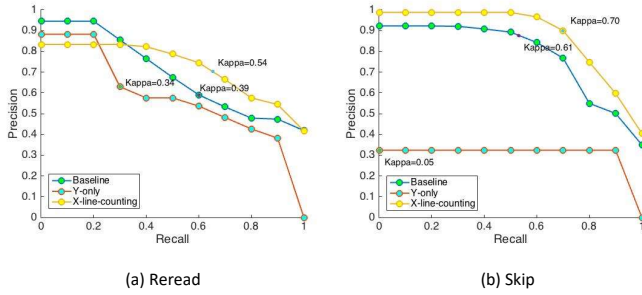 1
0.9
0.8
0.7
0.6
0.5
0.4
0.3
0.2
0.1
0
Precision
Kappa=0.54
Kappa=0.34
Kappa=0.39
Baseline
Y-only
X-line-counting
0 0.2 0.4 0.6 0.8 1
Recall
(a) Reread
1
0.9
0.8
0.7
0.6
0.5
0.4
0.3
0.2
0.1
0
Precision
Kappa=0.70
Kappa=0.61
Kappa=0.05
Baseline
Y-only
X-line-counting
0 0.2 0.4 0.6 0.8 1
Recall
(b) Skip